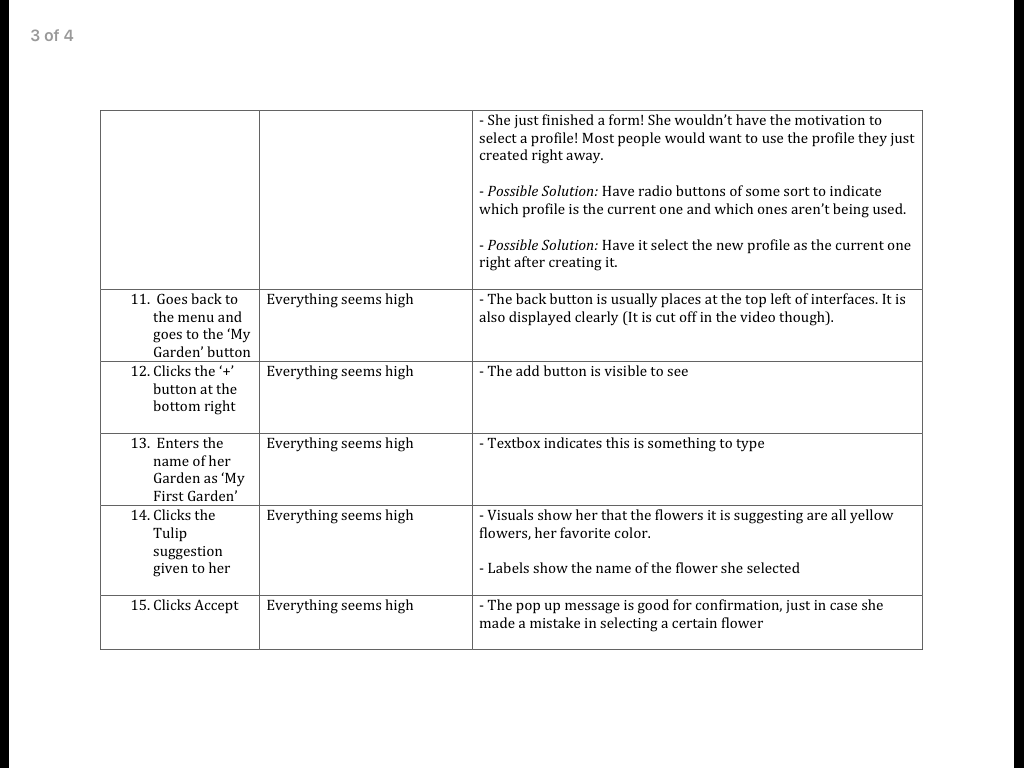 3 of 4
- She just finished a form! She wouldn’t have the motivation to
select a profile! Most people would want to use the profile they just
created right away.
- Possible Solution: Have radio buttons of some sort to indicate
which profile is the current one and which ones aren’t being used.
- Possible Solution: Have it select the new profile as the current one
right after creating it.
11. Goes back to
the menu and
goes to the ‘My
Garden’ button
Everything seems high
- The back button is usually places at the top left of interfaces. It is
also displayed clearly (It is cut off in the video though).
12. Clicks the ‘+’
button at the
bottom right
Everything seems high
- The add button is visible to see
13. Enters the
name of her
Garden as ‘My
First Garden’
Everything seems high
- Textbox indicates this is something to type
14. Clicks the
Tulip
suggestion
given to her
Everything seems high
- Visuals show her that the flowers it is suggesting are all yellow
flowers, her favorite color.
- Labels show the name of the flower she selected
15. Clicks Accept
Everything seems high
- The pop up message is good for confirmation, just in case she
made a mistake in selecting a certain flower